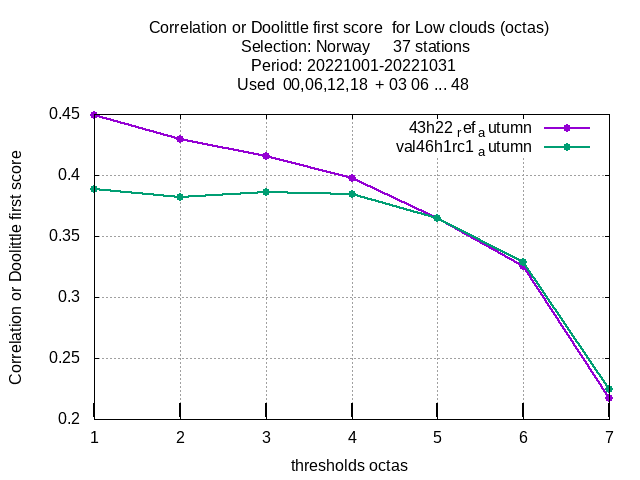 Correlation or Doolittle first score  for Low clouds (octas)
Selection: Norway     37 stations
Period: 20221001-20221031
Used  00,06,12,18  + 03 06 ... 48
43h22_ref_autumn
val46h1rc1_autumn
Correlation or Doolittle first score
0.45
0.4
0.35
0.3
0.25
0.2
1 2 3 4 5 6 7
thresholds octas